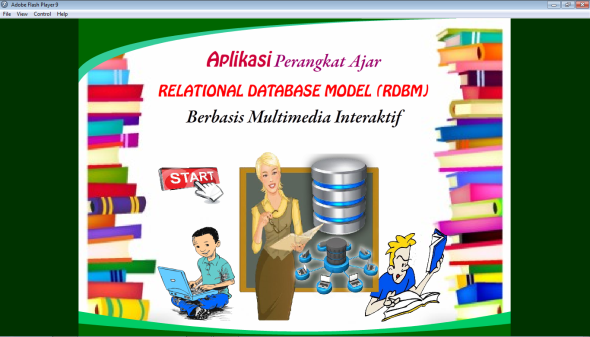 Adobe Flash Player 9
File View Control Help
Aplikasi Perangkat Ajar
RELATIONAL DATABASE MODEL (RDBM)
Berbasis Multimedia Interaktif
START